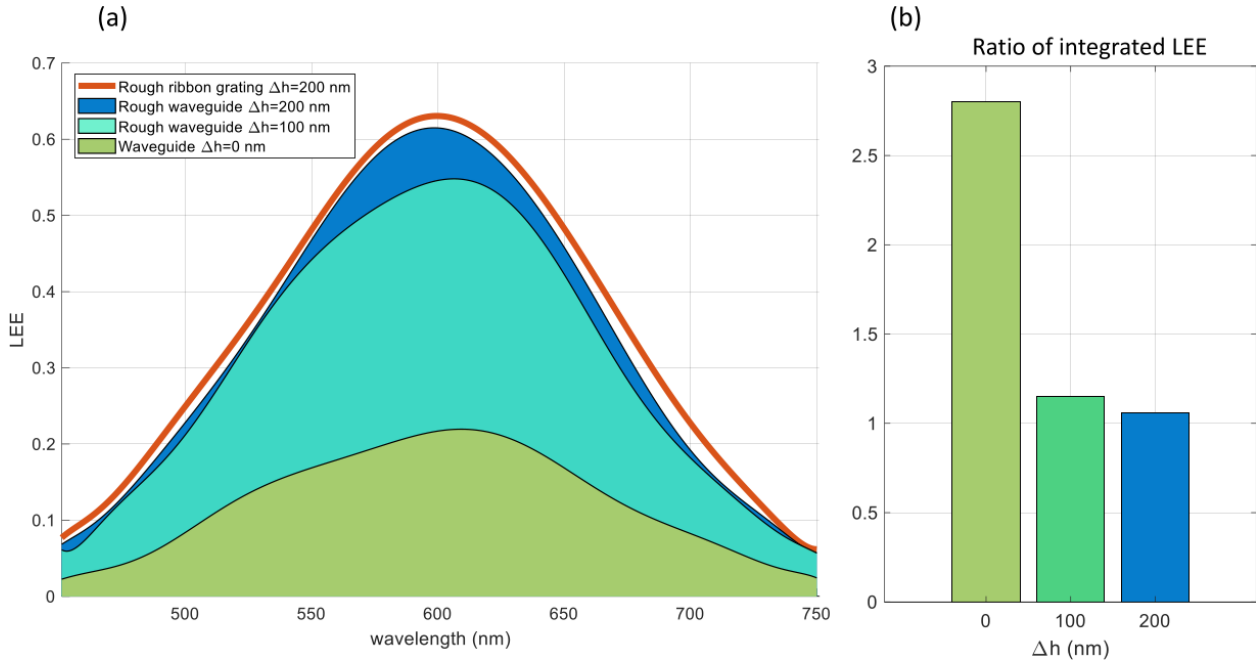 (a)
0.7
0.6
0.5
0.4
0.3
0.2
0.1
0
LEE
Rough ribbon grating Δh=200 nm
Rough waveguide Δh=200 nm
Rough waveguide Δh=100 nm
Waveguide Δh=0 nm
500 550 600 650 700 750
wavelength (nm)
(b)
Ratio of integrated LEE
3
2.5
2
1.5
1
0.5
0
0 100 200
Δh (nm)